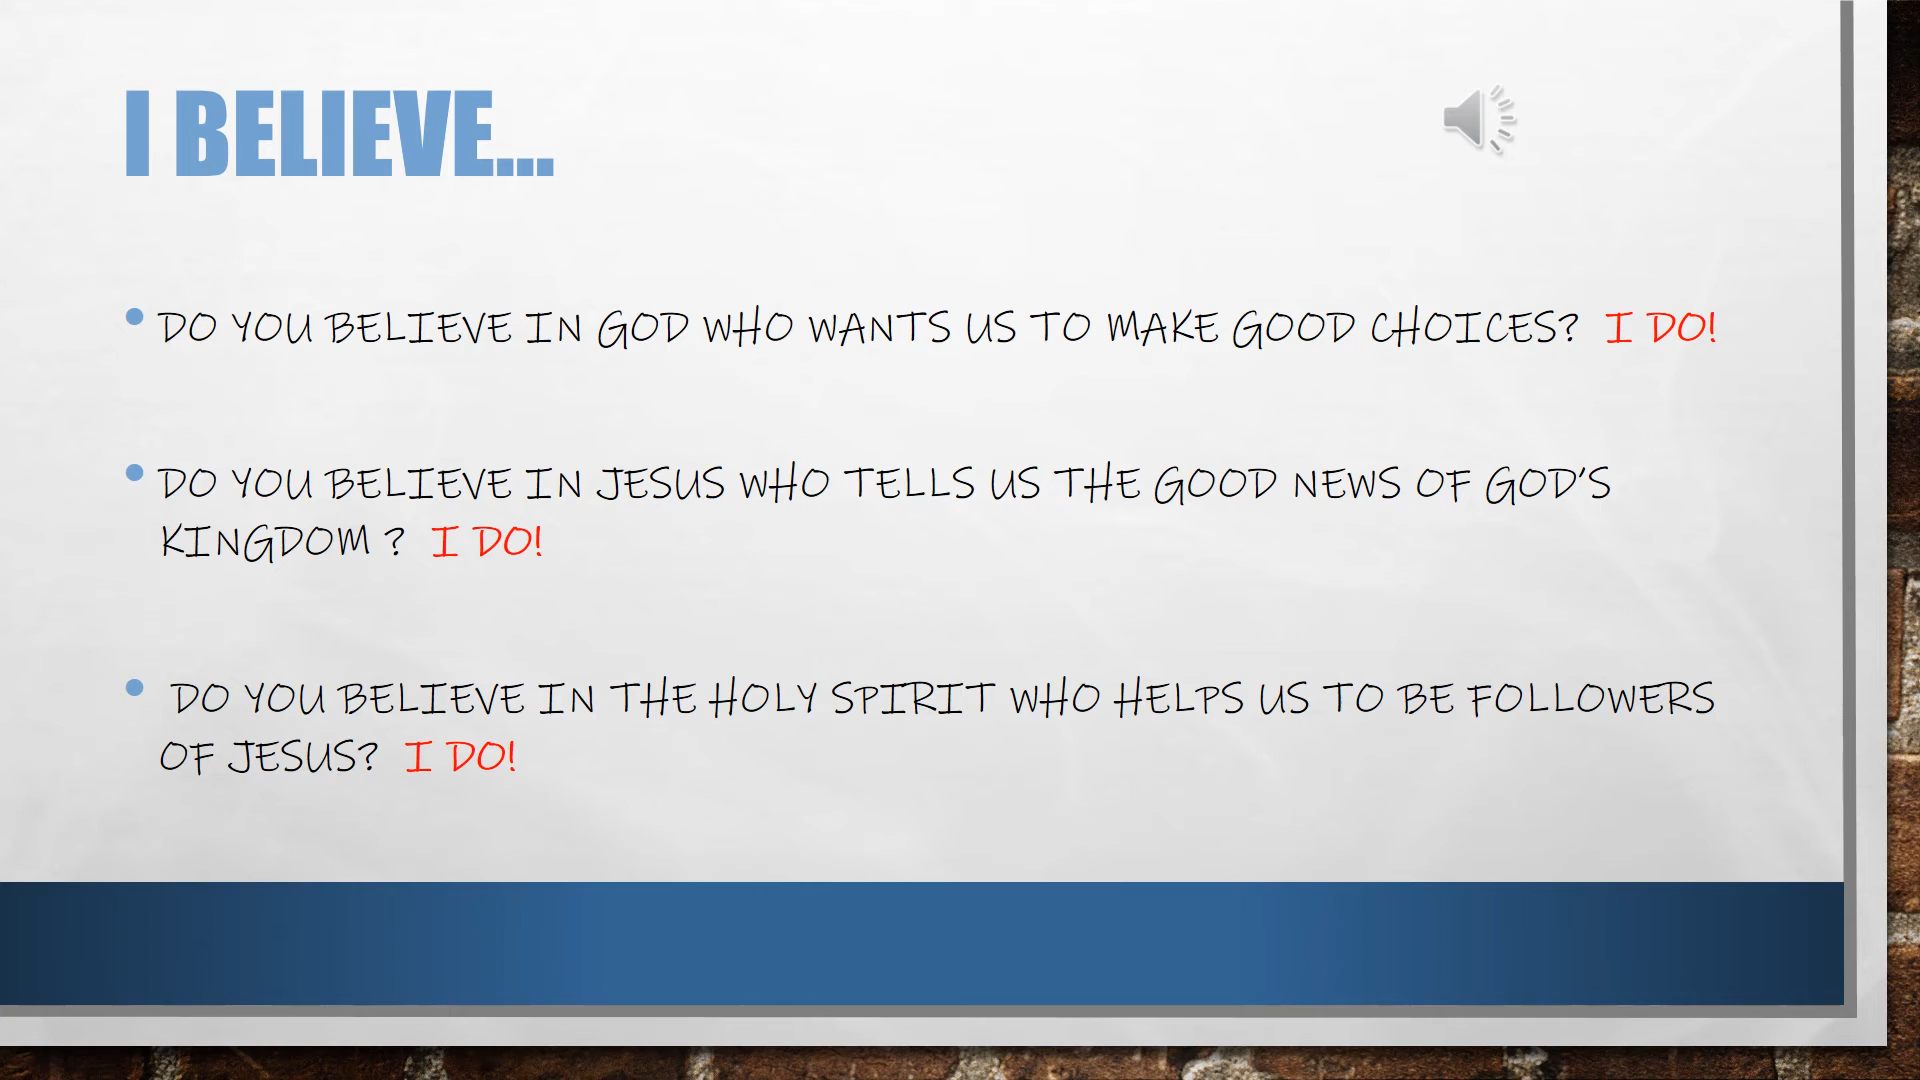 I BELIEVE...
• DO YOU BELIEVE IN GOD WHO WANTS US TO MAKE GOOD CHOICES? I DO!
• DO YOU BELIEVE IN JESUS WHO TELLS US THE GOOD NEWS OF GOD'S
KINGDOM ? I DO!
• DO YOU BELIEVE IN THE HOLY SPIRIT WHO HELPS US TO BE FOLLOWERS
OF JESUS? I DO!